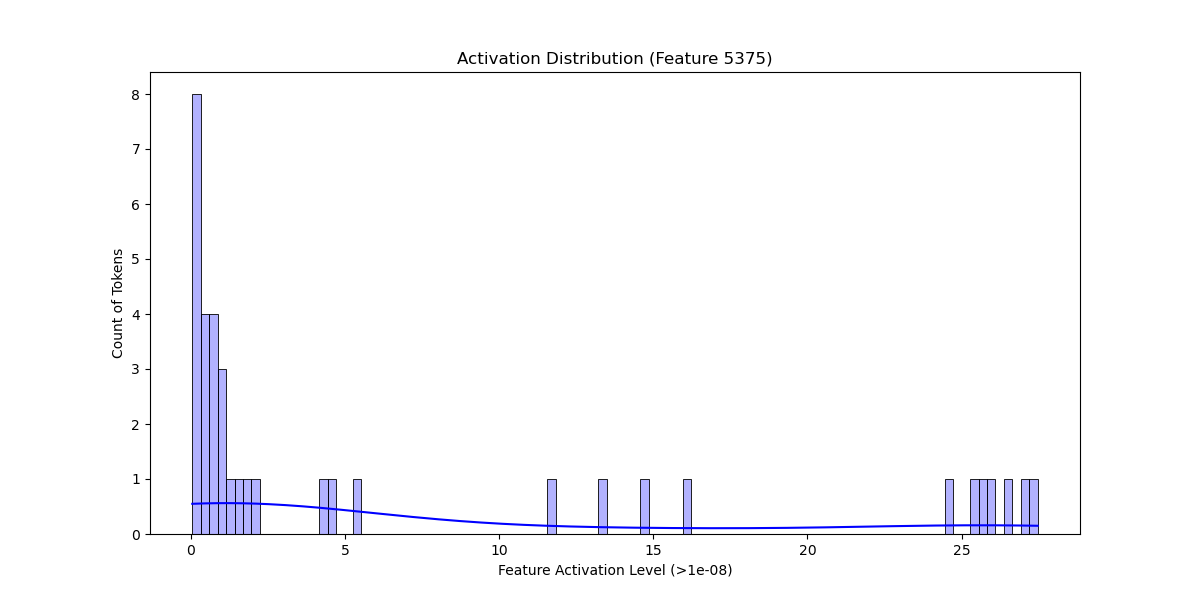 Activation Distribution (Feature 5375)
Count of Tokens
8
7
6
5
4
3
2
1
0
0 5 10 15 20 25
Feature Activation Level (>1e-08)